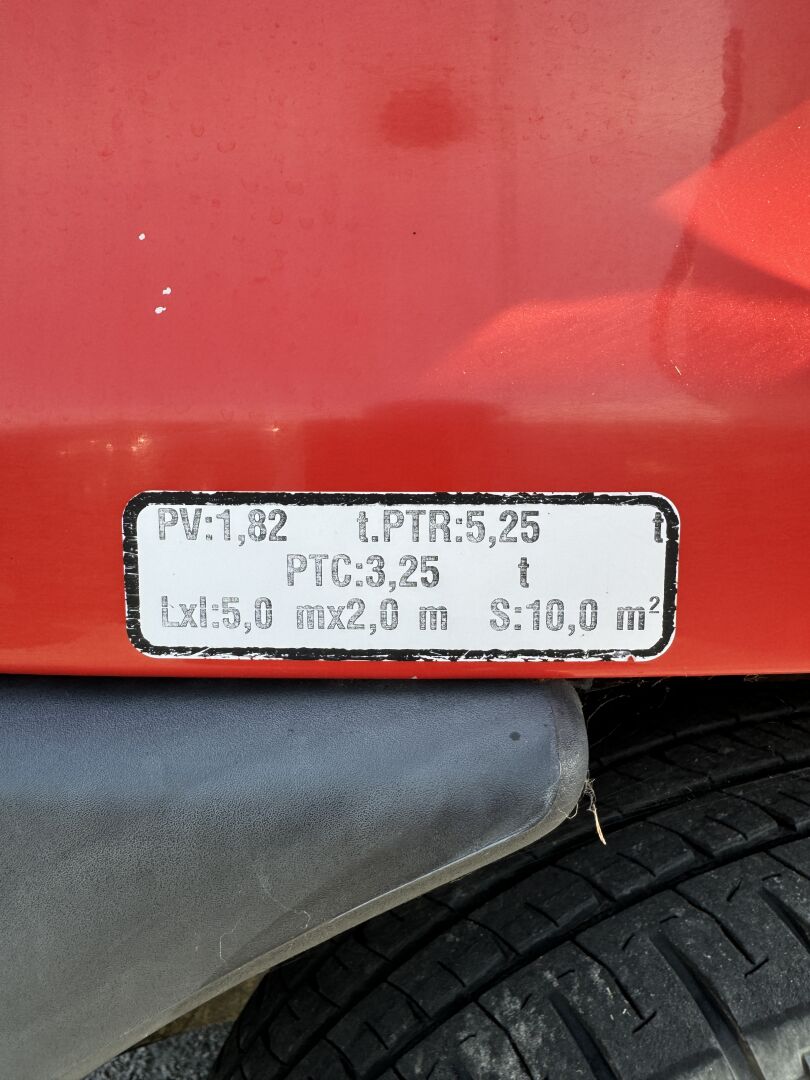 PV:1,82 t.PTR:5,25 t
PTC:3,25 t
Lxl:5,0 mx2,0 m S:10,0 m²